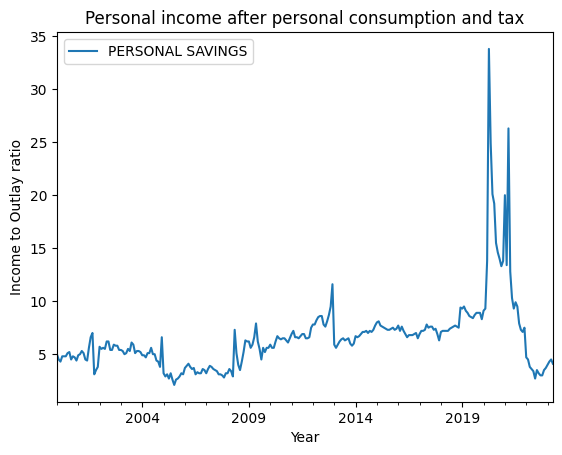 Personal income after personal consumption and tax
PERSONAL SAVINGS
Income to Outlay ratio
35
30
25
20
15
10
5
2004
2009
2014
2019
Year